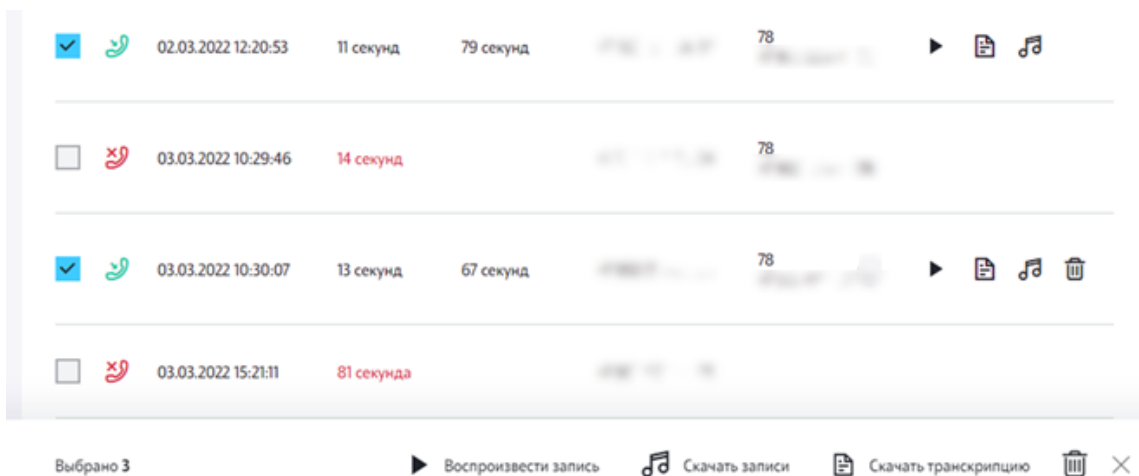 02.03.2022 12:20:53 11 секунд 79 секунд 78
03.03.2022 10:29:46 14 секунд 78
03.03.2022 10:30:07 13 секунд 67 секунд 78
03.03.2022 15:21:11 81 секунда
Выбрано 3 Воспроизвести запись Скачать записи Скачать транскрипцию